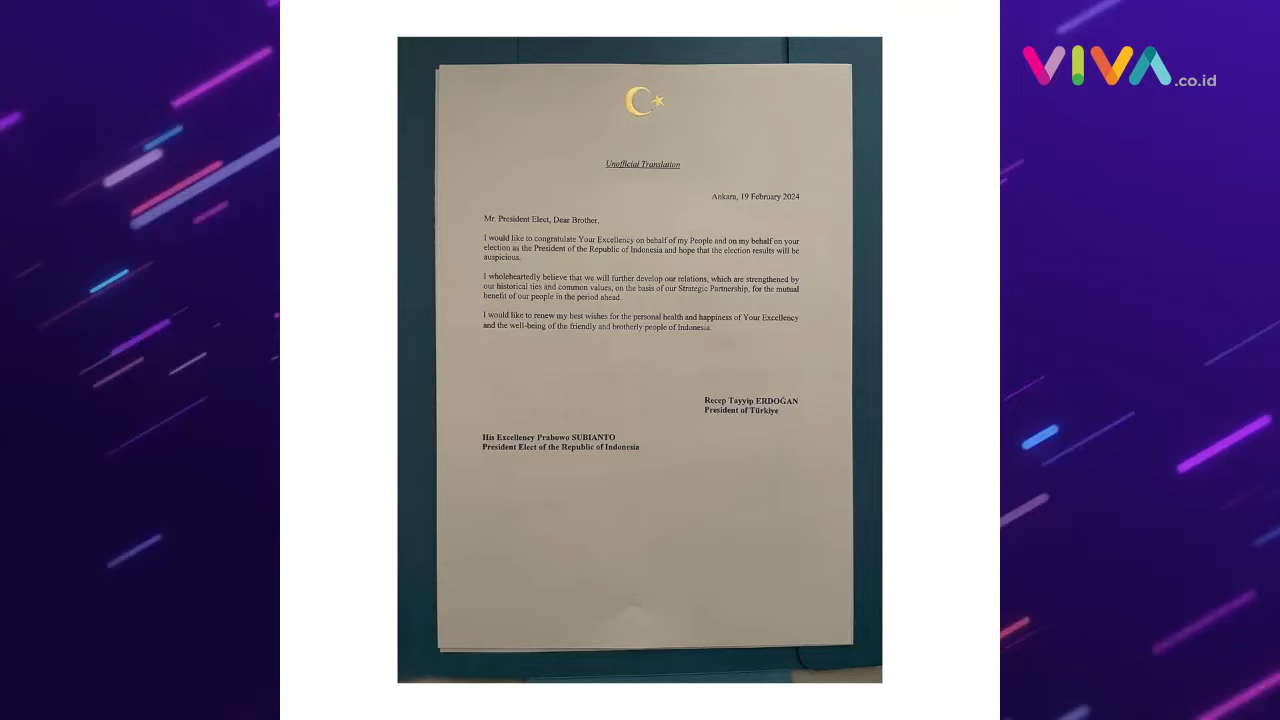 VIVA.co.id
Unofficial Translation
Ankara, 19 February 2024
Mr. President Elect, Dear Brother,
I would like to congratulate Your Excellency on behalf of my People and on my behalf on your
election as the President of the Republic of Indonesia and hope that the election results will be
auspicious.
I wholeheartedly believe that we will further develop our relations, which are strengthened by
our historical ties and common values, on the basis of our Strategic Partnership, for the mutual
benefit of our people in the period ahead.
I would like to renew my best wishes for the personal health and happiness of Your Excellency
and the well-being of the friendly and brotherly people of Indonesia.
Recep Tayyip ERDOĞAN
President of Türkiye
His Excellency Prabowo SUBIANTO
President Elect of the Republic of Indonesia